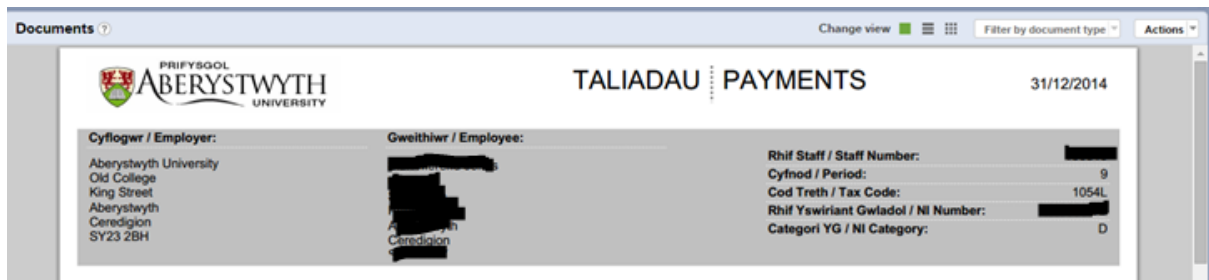 Documents ?
Change view
Filter by document type
Actions
PRIFYSGOL
ABERYSTWYTH
UNIVERSITY
TALIADAU PAYMENTS
31/12/2014
Cyflogwr / Employer:
Aberystwyth University
Old College
King Street
Aberystwyth
Ceredigion
SY23 2BH
Gweithiwr / Employee:
Ceredigion
Rhif Staff / Staff Number:
Cyfnod / Period: 9
Cod Treth / Tax Code: 1054L
Rhif Yswiriant Gwladol / NI Number:
Categori YG / NI Category: D